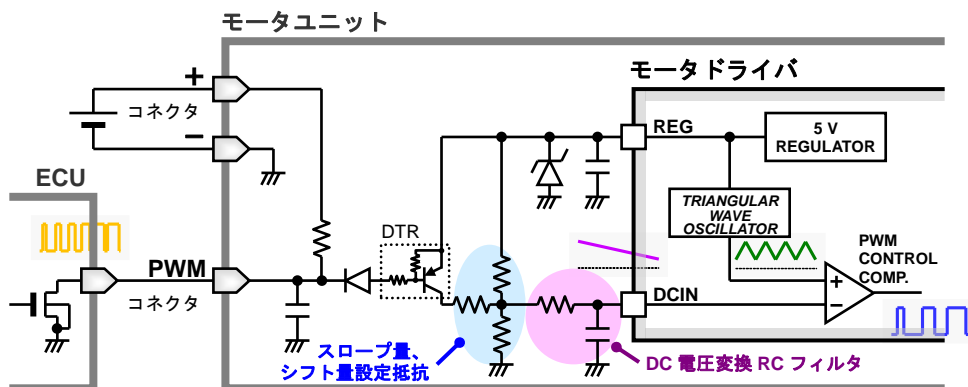 モータユニット
モータドライバ
+
コネクタ
−
REG
5 V
REGULATOR
ECU
TRIANGULAR
WAVE
OSCILLATOR
DTR
PWM
CONTROL
COMP.
PWM
コネクタ
DCIN
+
−
スロープ量、
シフト量設定抵抗
DC 電圧変換 RC フィルタ